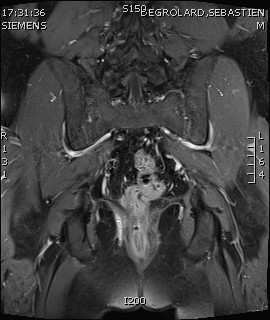 17:31:36
S150
DEGROLARD,SEBASTIEN
SIEMENS
M
R
1
3
1
L
1
6
4
I200